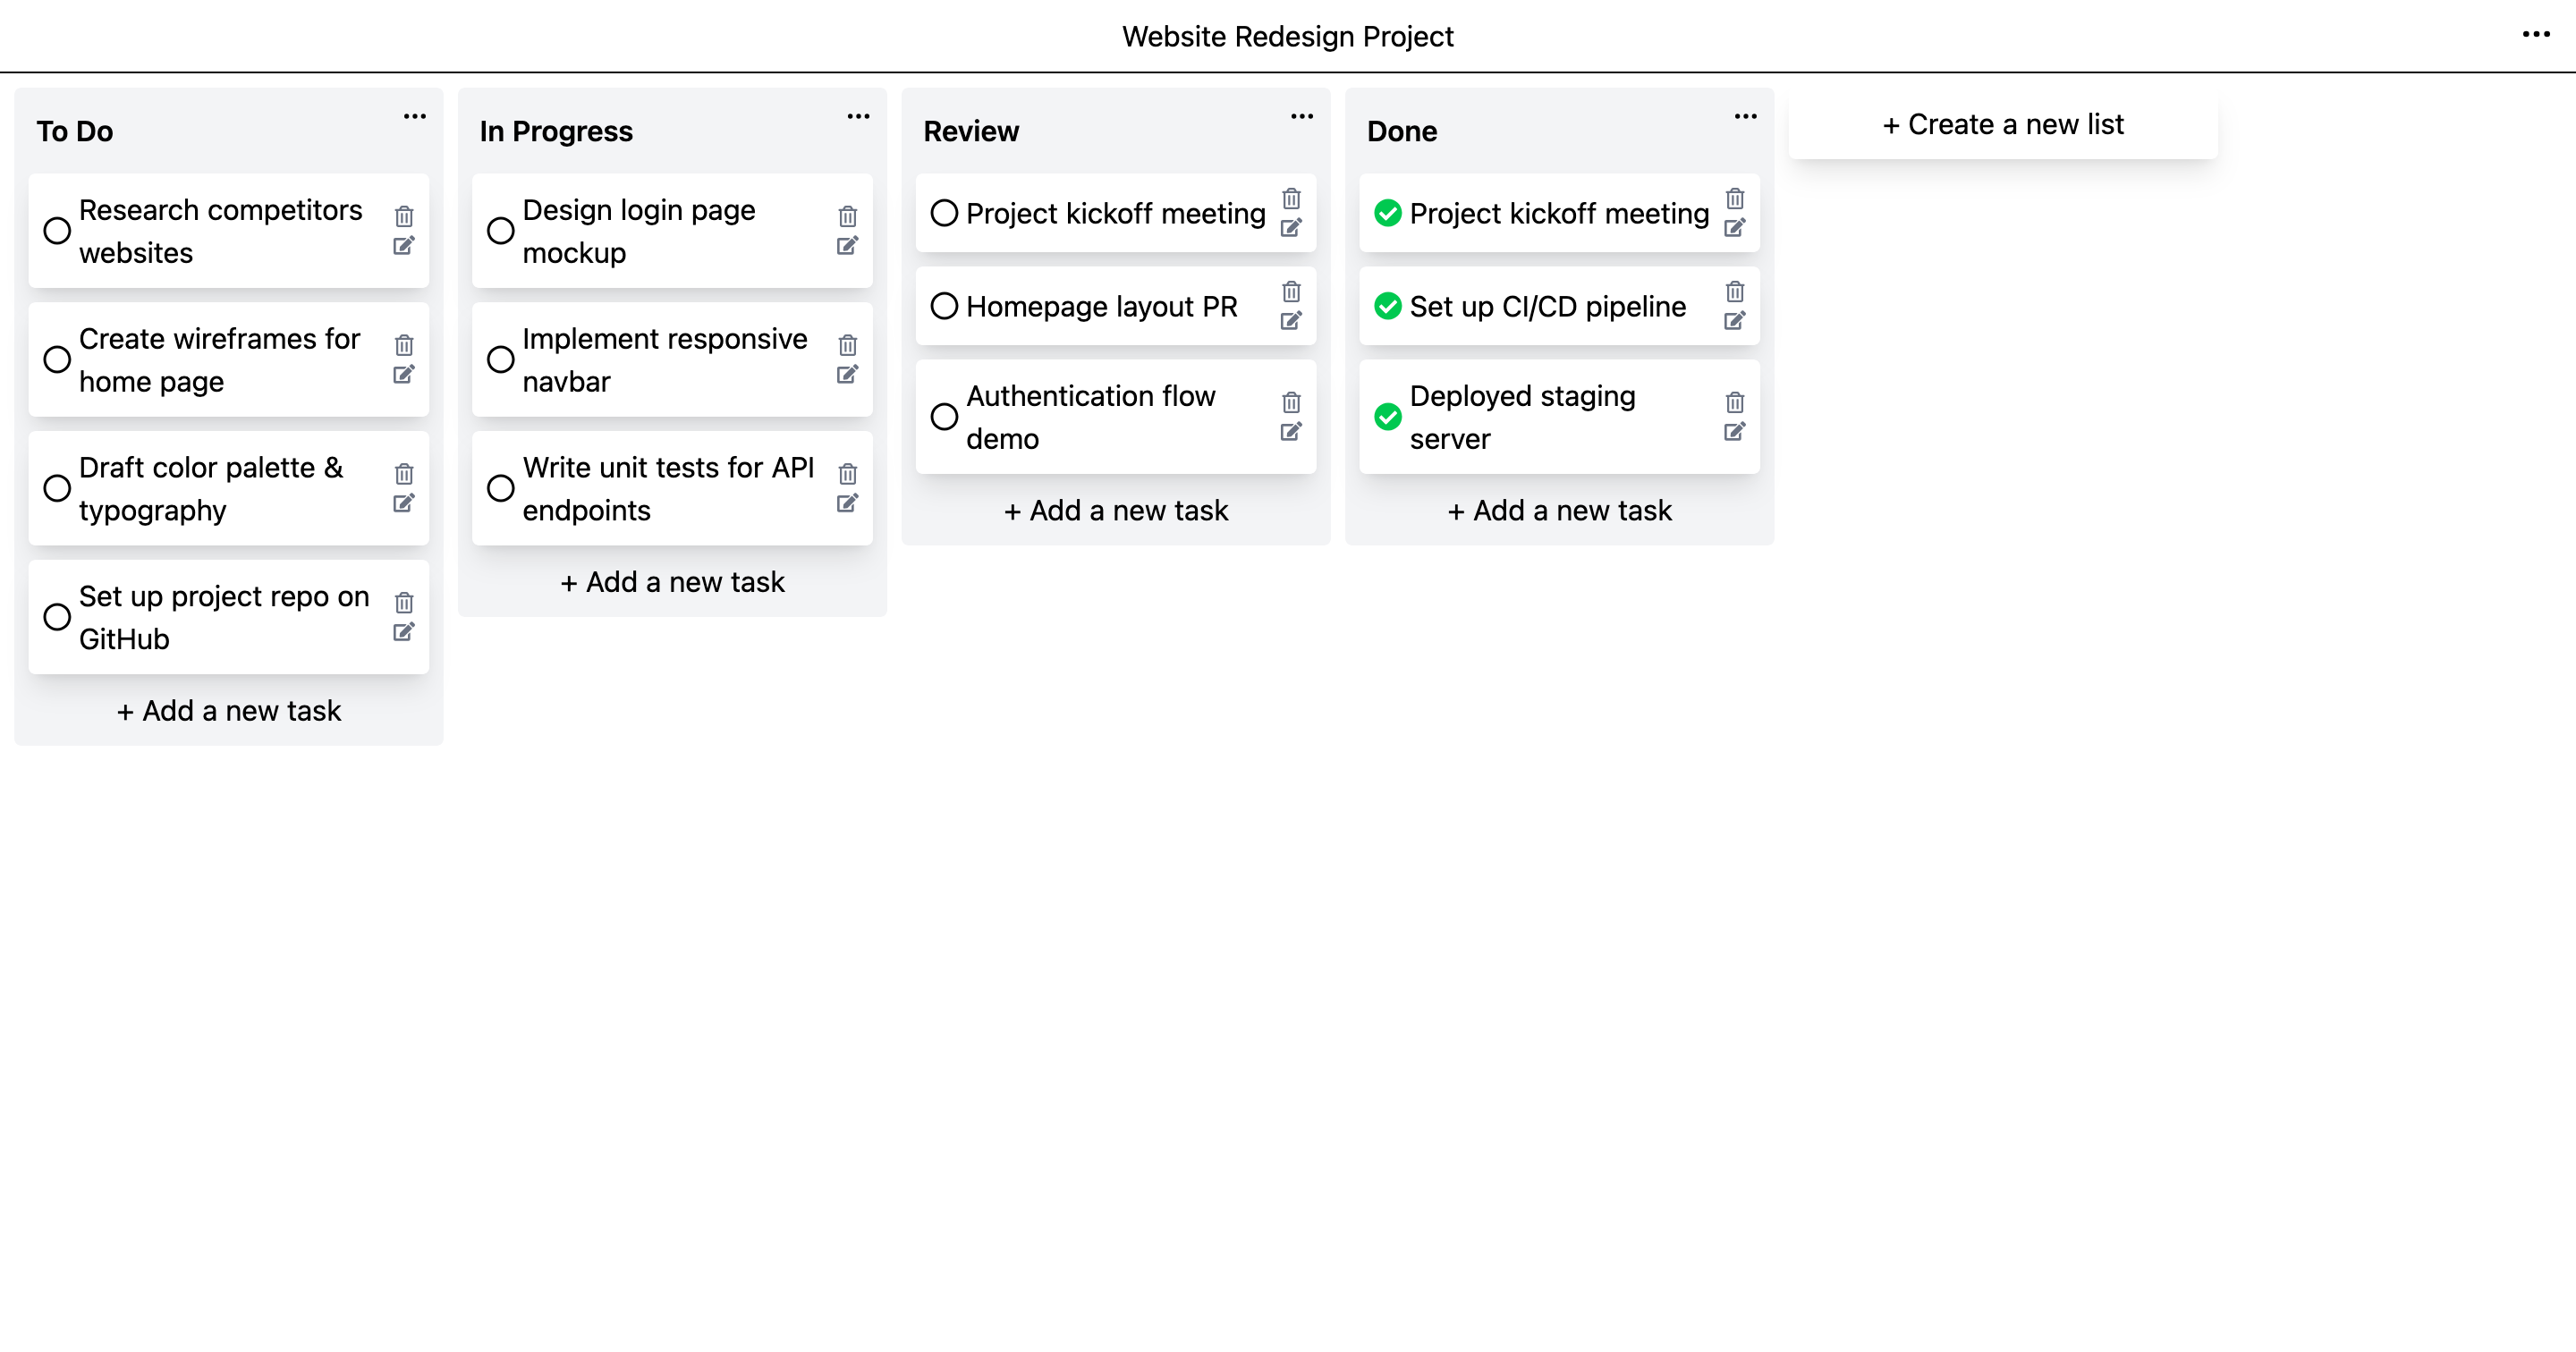 Website Redesign Project
To Do
Research competitors
websites
Create wireframes for
home page
Draft color palette &
typography
Set up project repo on
GitHub
+ Add a new task
In Progress
Design login page
mockup
Implement responsive
navbar
Write unit tests for API
endpoints
+ Add a new task
Review
Project kickoff meeting
Homepage layout PR
Authentication flow
demo
+ Add a new task
Done
Project kickoff meeting
Set up CI/CD pipeline
Deployed staging
server
+ Add a new task
+ Create a new list